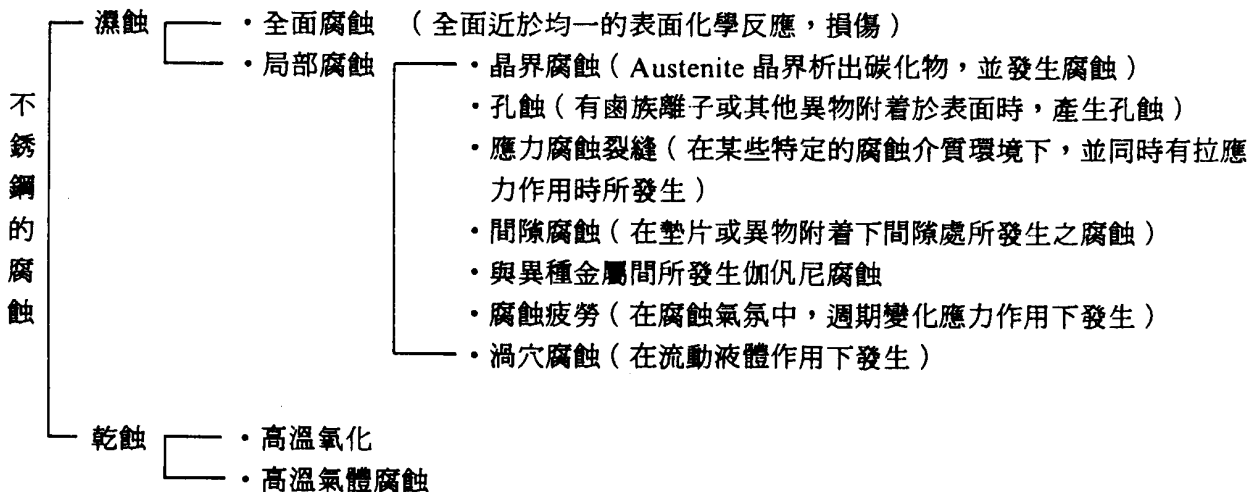 不銹鋼的腐蝕
濕蝕
・全面腐蝕 (全面近於均一的表面化學反應,損傷)
・局部腐蝕
・晶界腐蝕(Austenite 晶界析出碳化物,並發生腐蝕)
・孔蝕(有鹵族離子或其他異物附着於表面時,產生孔蝕)
・應力腐蝕裂縫(在某些特定的腐蝕介質環境下,並同時有拉應
力作用時所發生)
・間隙腐蝕(在墊片或異物附着下間隙處所發生之腐蝕)
・與異種金屬間所發生伽伋尼腐蝕
・腐蝕疲勞(在腐蝕氣氛中,週期變化應力作用下發生)
・渦穴腐蝕(在流動液體作用下發生)
乾蝕
・高溫氧化
・高溫氣體腐蝕